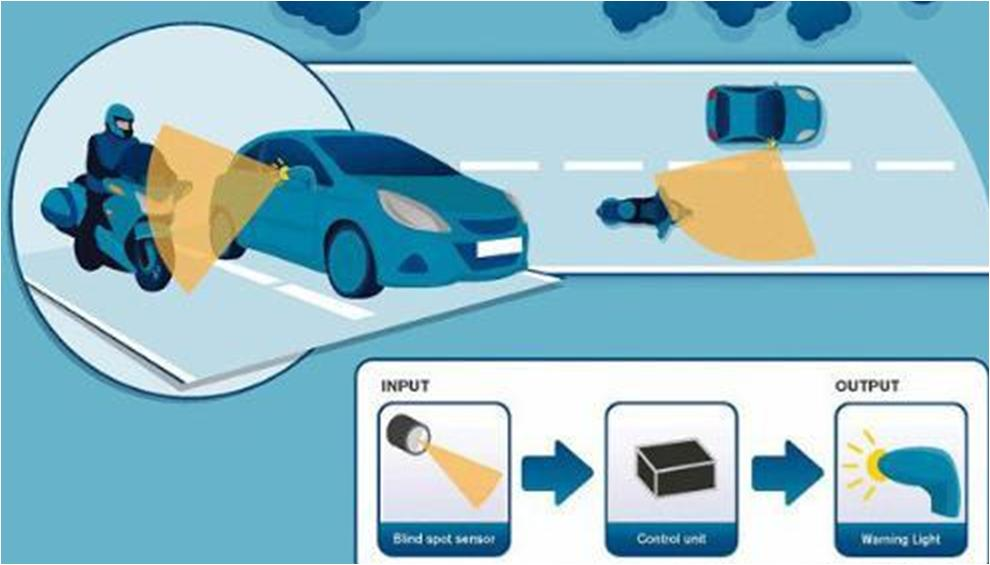 INPUT
OUTPUT
Blind spot sensor
Control unit
Warning Light